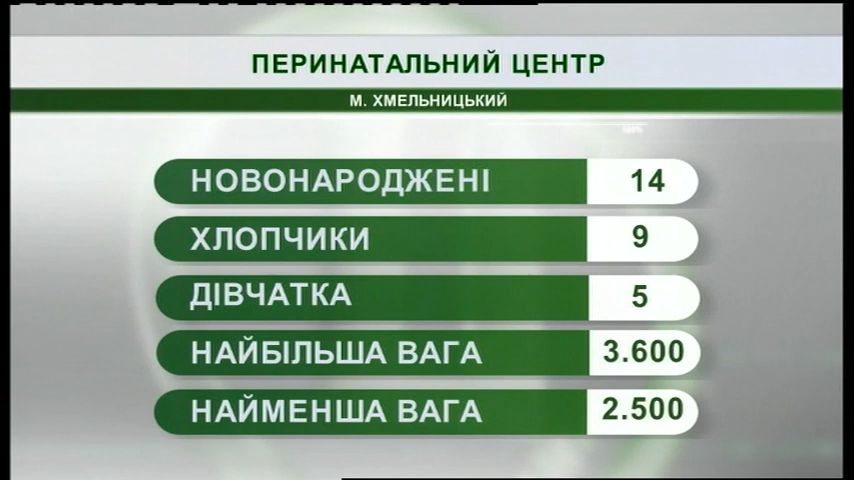 ПЕРИНАТАЛЬНИЙ ЦЕНТР
М. ХМЕЛЬНИЦЬКИЙ
НОВОНАРОДЖЕНІ 14
ХЛОПЧИКИ 9
ДІВЧАТКА 5
НАЙБІЛЬША ВАГА 3.600
НАЙМЕНША ВАГА 2.500